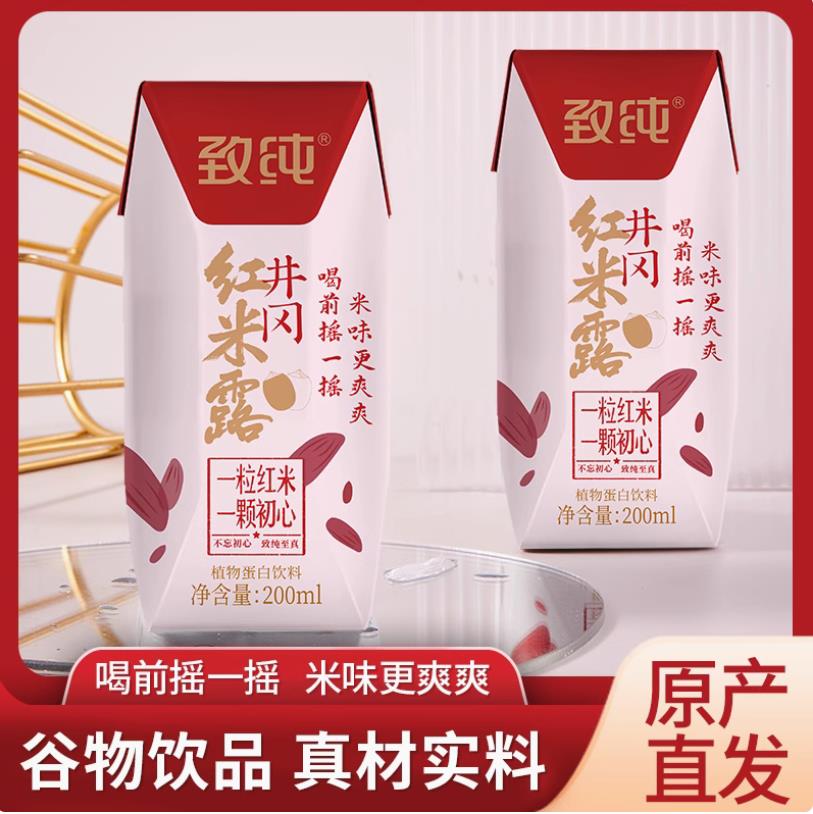 致纯®
井冈
红米露
喝前摇一摇
米味更爽爽
一粒红米
一颗初心
不忘初心 致纯至真
植物蛋白饮料
净含量:200ml
致纯®
井冈
红米露
喝前摇一摇
米味更爽爽
一粒红米
一颗初心
不忘初心 致纯至真
植物蛋白饮料
净含量:200ml
喝前摇一摇 米味更爽爽
谷物饮品 真材实料
原产
直发